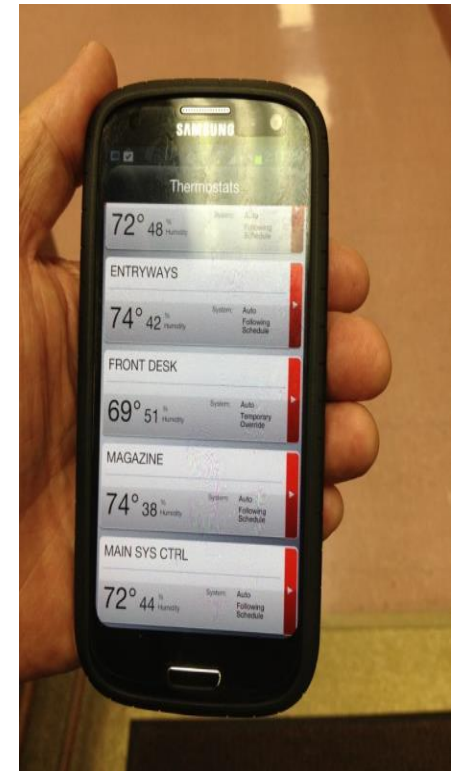 SAMSUNG
Thermostats
72° 48 % Humidity System: Auto
Following
Schedule
ENTRYWAYS
74° 42 % Humidity System: Auto
Following
Schedule
FRONT DESK
69° 51 % Humidity System: Auto
Temporary
Override
MAGAZINE
74° 38 % Humidity System: Auto
Following
Schedule
MAIN SYS CTRL
72° 44 % Humidity System: Auto
Following
Schedule